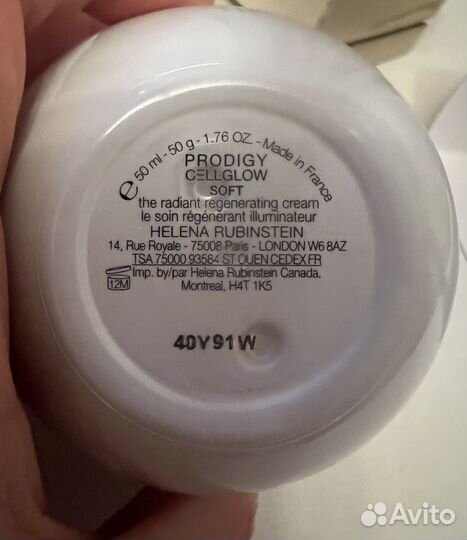 ℮ 50 ml - 50 g - 1.76 OZ. - Made in France
PRODIGY
CELLGLOW
SOFT
the radiant regenerating cream
le soin régénérant illuminateur
HELENA RUBINSTEIN
14, Rue Royale - 75008 Paris - LONDON W6 8AZ
TSA 75000 93584 ST OUEN CEDEX FR
12M Imp. by/par Helena Rubinstein Canada,
Montreal, H4T 1K5
40Y91W
Avito